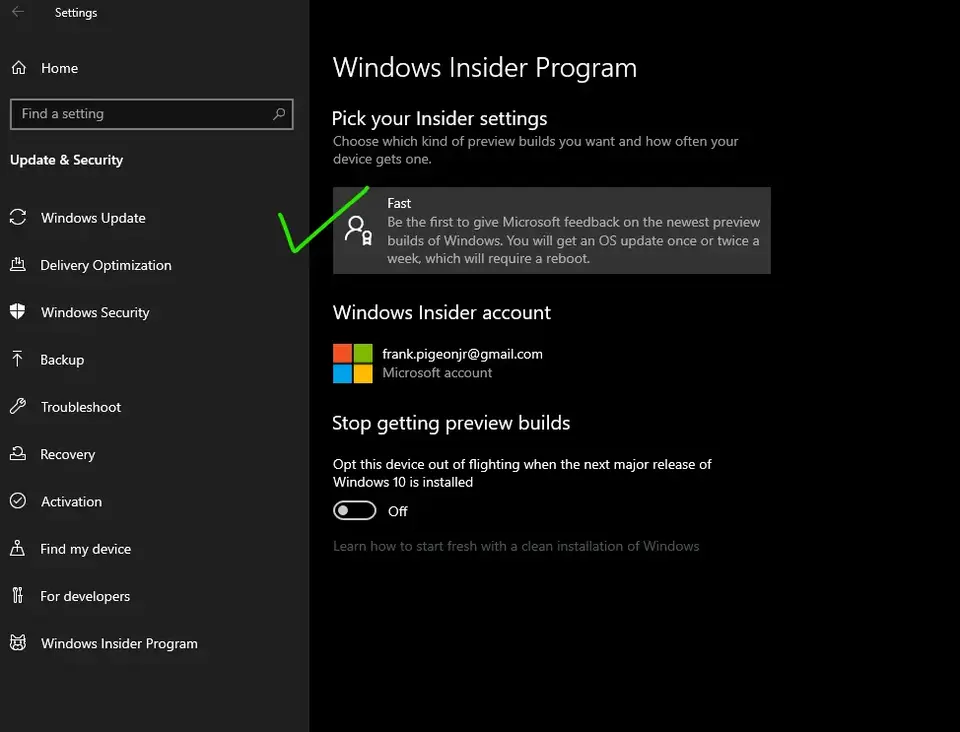 Settings
Home
Find a setting
Update & Security
Windows Update
Delivery Optimization
Windows Security
Backup
Troubleshoot
Recovery
Activation
Find my device
For developers
Windows Insider Program
Windows Insider Program
Pick your Insider settings
Choose which kind of preview builds you want and how often your
device gets one.
Fast
Be the first to give Microsoft feedback on the newest preview
builds of Windows. You will get an OS update once or twice a
week, which will require a reboot.
Windows Insider account
frank.pigeonjr@gmail.com
Microsoft account
Stop getting preview builds
Opt this device out of flighting when the next major release of
Windows 10 is installed
Off
Learn how to start fresh with a clean installation of Windows